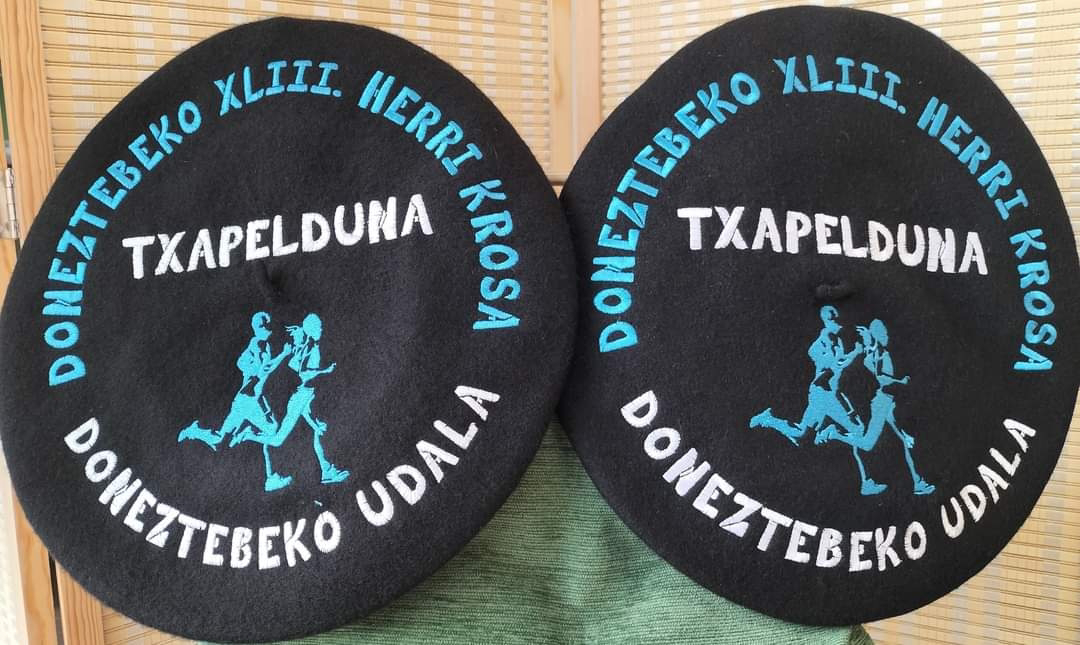 DONEZTEBEKO XLIII. HERRI KROSA
TXAPELDUNA
DONEZTEBEKO UDALA
DONEZTEBEKO XLIII. HERRI KROSA
TXAPELDUNA
DONEZTEBEKO UDALA